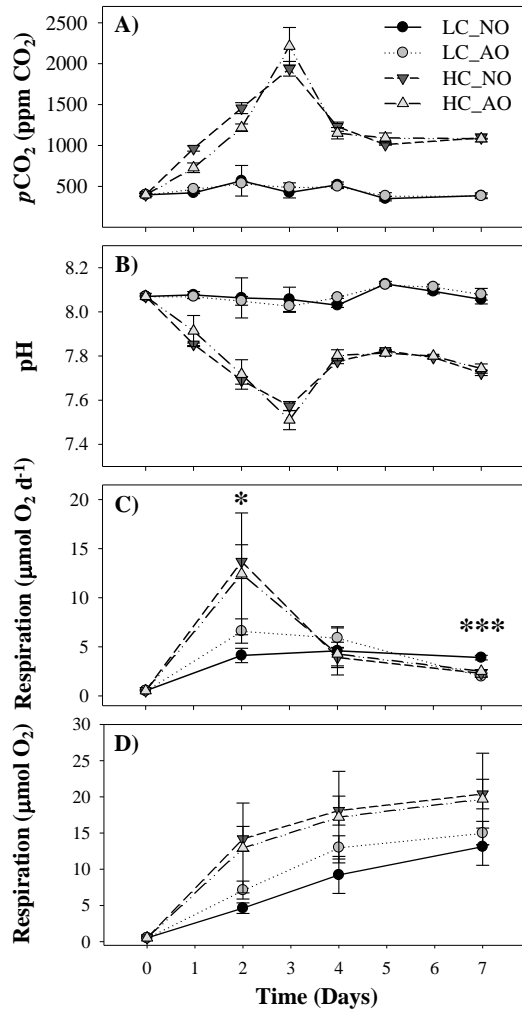 A)
LC_NO
LC_AO
HC_NO
HC_AO
pCO₂ (ppm CO₂)
2500
2000
1500
1000
500
B)
pH
8.2
8.0
7.8
7.6
7.4
C)
*
***
Respiration (µmol O₂ d⁻¹)
20
15
10
5
0
D)
Respiration (µmol O₂)
30
25
20
15
10
5
0
0 1 2 3 4 5 6 7
Time (Days)